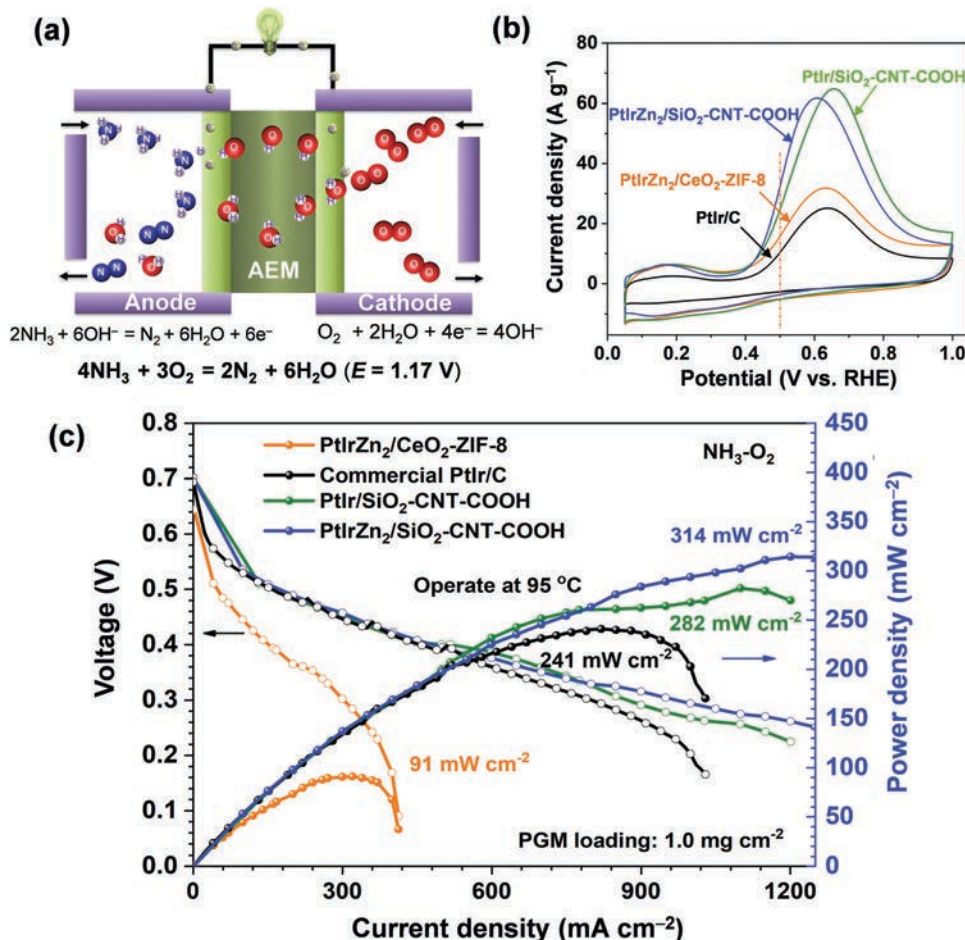 (a)
H H H H
N N N
O O O
AEM
Anode Cathode
2NH₃ + 6OH⁻ = N₂ + 6H₂O + 6e⁻
O₂ + 2H₂O + 4e⁻ = 4OH⁻
4NH₃ + 3O₂ = 2N₂ + 6H₂O (E = 1.17 V)
(b)
Current density (A g⁻¹)
80
60
40
20
0
PtIr/SiO₂-CNT-COOH
PtIrZn₂/SiO₂-CNT-COOH
PtIrZn₂/CeO₂-ZIF-8
PtIr/C
0.0 0.2 0.4 0.6 0.8 1.0
Potential (V vs. RHE)
(c)
Voltage (V)
0.8
0.7
0.6
0.5
0.4
0.3
0.2
0.1
0.0
PtIrZn₂/CeO₂-ZIF-8
Commercial PtIr/C
PtIr/SiO₂-CNT-COOH
PtIrZn₂/SiO₂-CNT-COOH
NH₃-O₂
314 mW cm⁻²
Operate at 95 °C
282 mW cm⁻²
241 mW cm⁻²
91 mW cm⁻²
PGM loading: 1.0 mg cm⁻²
0 300 600 900 1200
Current density (mA cm⁻²)
450
400
350
300
250
200
150
100
50
0
Power density (mW cm⁻²)